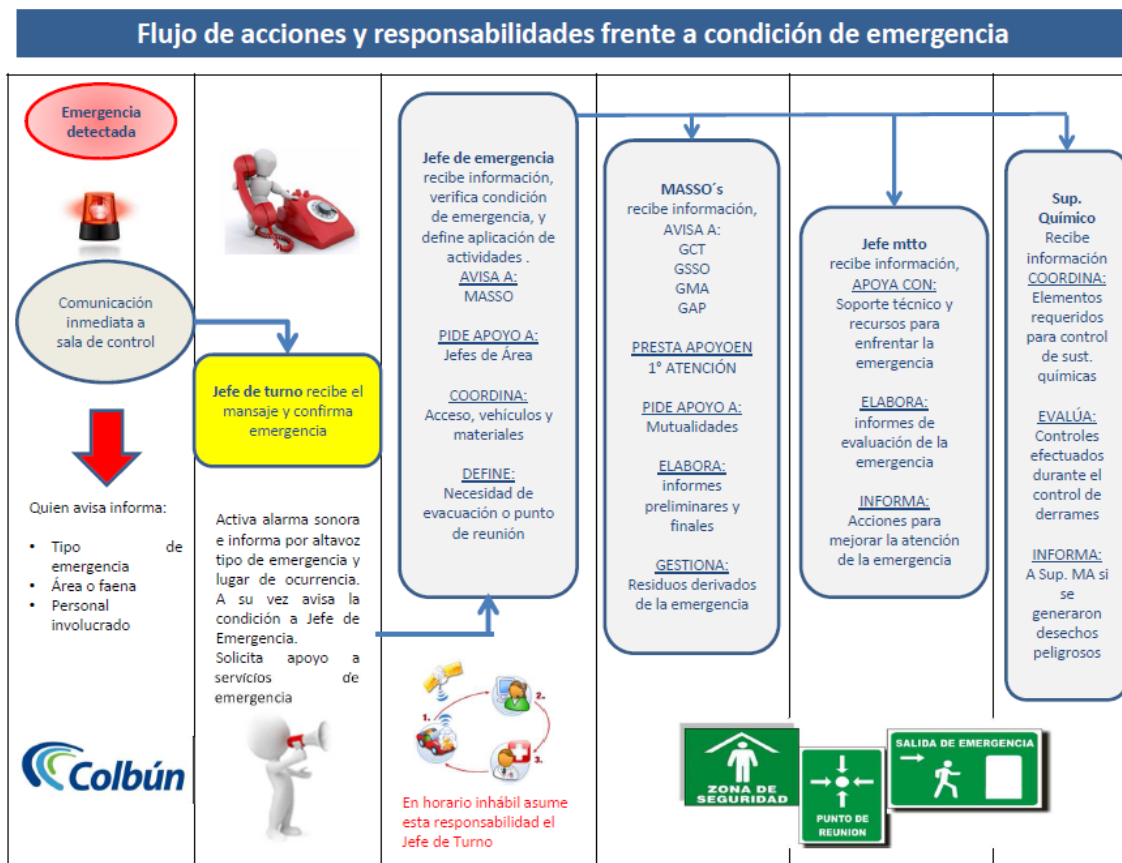 Flujo de acciones y responsabilidades frente a condición de emergencia
Emergencia
detectada
Comunicación
inmediata a
sala de control
Quien avisa informa:
• Tipo de
emergencia
• Área o faena
• Personal
involucrado
Colbún
Jefe de turno recibe el
mansaje y confirma
emergencia
Activa alarma sonora
e informa por altavoz
tipo de emergencia y
lugar de ocurrencia.
A su vez avisa la
condición a Jefe de
Emergencia.
Solicita apoyo a
servicios de
emergencia
Jefe de emergencia
recibe información,
verifica condición
de emergencia, y
define aplicación de
actividades .
AVISA A:
MASSO
PIDE APOYO A:
Jefes de Área
COORDINA:
Acceso, vehículos y
materiales
DEFINE:
Necesidad de
evacuación o punto
de reunión
1.
2.
3.
En horario inhábil asume
esta responsabilidad el
Jefe de Turno
MASSO´s
recibe información,
AVISA A:
GCT
GSSO
GMA
GAP
PRESTA APOYOEN
1° ATENCIÓN
PIDE APOYO A:
Mutualidades
ELABORA:
informes
preliminares y
finales
GESTIONA:
Residuos derivados
de la emergencia
Jefe mtto
recibe información,
APOYA CON:
Soporte técnico y
recursos para
enfrentar la
emergencia
ELABORA:
informes de
evaluación de la
emergencia
INFORMA:
Acciones para
mejorar la atención
de la emergencia
Sup.
Químico
Recibe
información
COORDINA:
Elementos
requeridos
para control
de sust.
químicas
EVALÚA:
Controles
efectuados
durante el
control de
derrames
INFORMA:
A Sup. MA si
se
generaron
desechos
peligrosos
ZONA DE
SEGURIDAD
PUNTO DE
REUNION
SALIDA DE EMERGENCIA